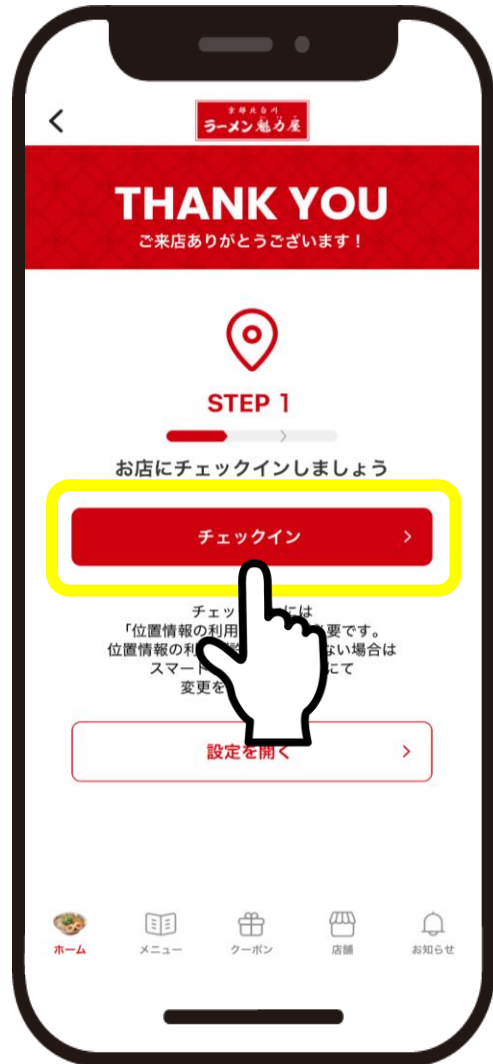 京都北白川
ラーメン魁力屋
THANK YOU
ご来店ありがとうございます！
STEP 1
お店にチェックインしましょう
チェックイン
チェッ には
「位置情報の利用 必要です。
位置情報の利 ない場合は
スマート にて
変更を
設定を開く
ホーム
メニュー
クーポン
店舗
お知らせ